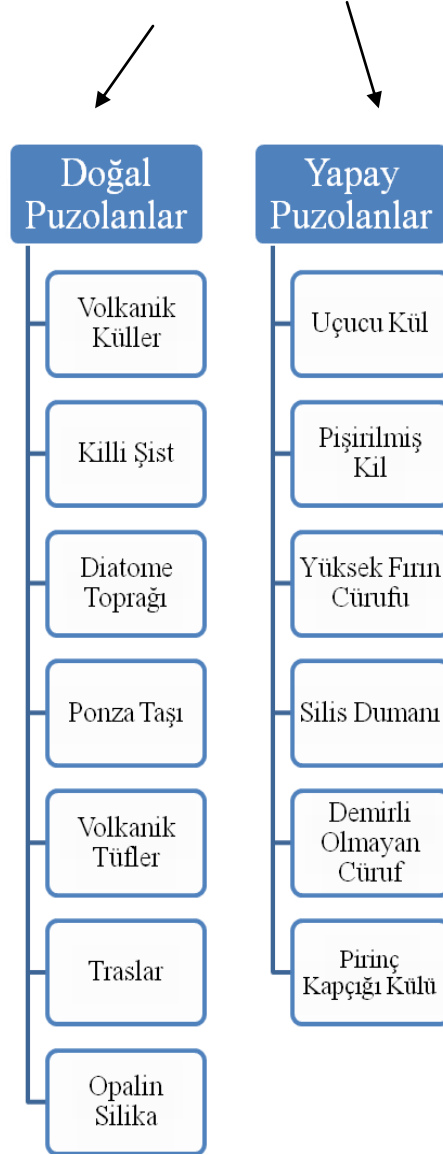 Doğal
Puzolanlar
Volkanik
Küller
Killi Şist
Diatome
Toprağı
Ponza Taşı
Volkanik
Tüfler
Traslar
Opalin
Silika
Yapay
Puzolanlar
Uçucu Kül
Pişirilmiş
Kil
Yüksek Fırın
Cürufu
Silis Dumanı
Demirli
Olmayan
Cüruf
Pirinç
Kapçığı Külü